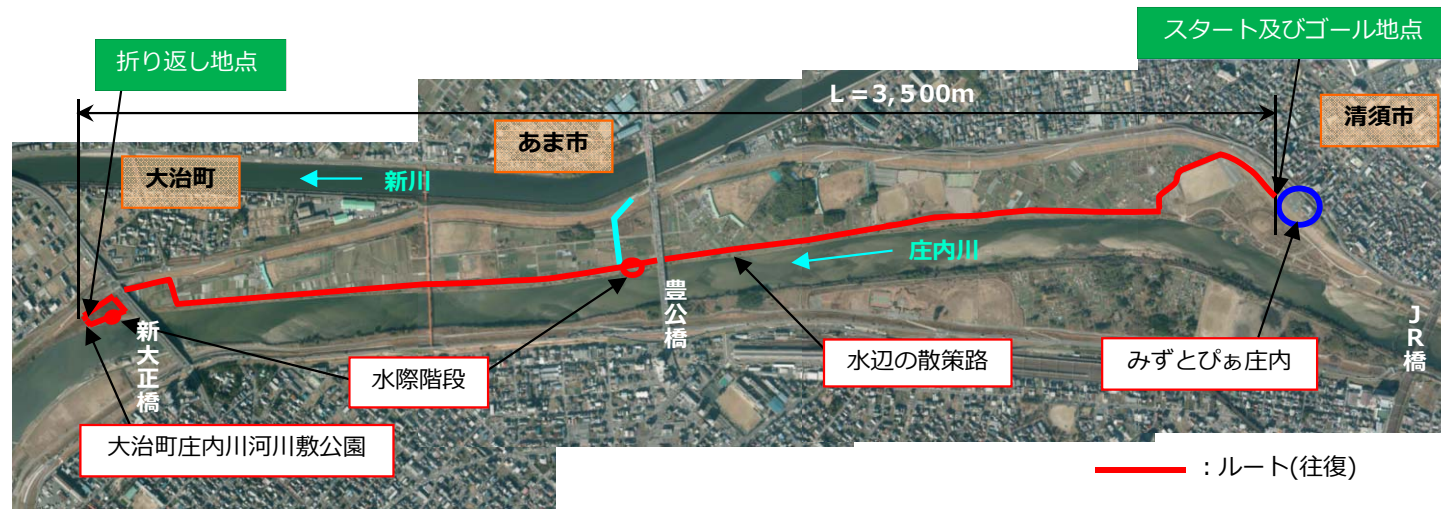 スタート及びゴール地点
折り返し地点
L=3,500m
清須市
あま市
大治町
新川
庄内川
豊公橋
JR橋
新大正橋
水際階段
水辺の散策路
みずとぴぁ庄内
大治町庄内川河川敷公園
:ルート(往復)